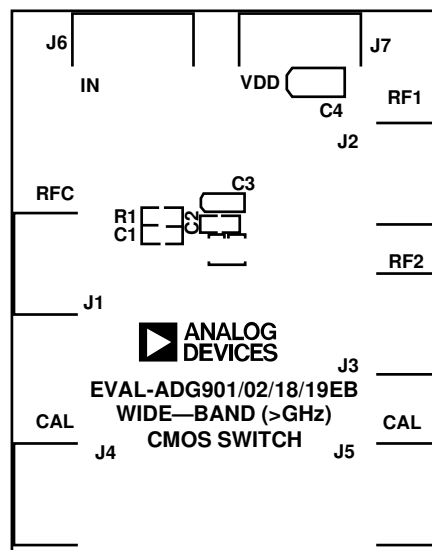 J6
J7
IN
VDD
RF1
C4
J2
RFC
C3
R1
C2
C1
RF2
J1
ANALOG
DEVICES
J3
EVAL-ADG901/02/18/19EB
WIDE—BAND (>GHz)
CMOS SWITCH
CAL
CAL
J4
J5